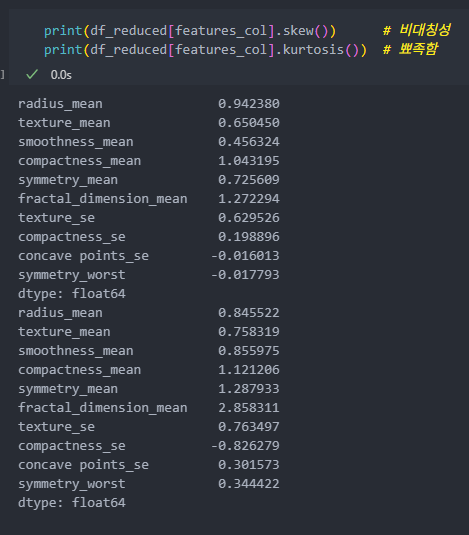 print(df_reduced[features_col].skew()) # 비대칭성
print(df_reduced[features_col].kurtosis()) # 뾰족함
] ✓ 0.0s
radius_mean 0.942380
texture_mean 0.650450
smoothness_mean 0.456324
compactness_mean 1.043195
symmetry_mean 0.725609
fractal_dimension_mean 1.272294
texture_se 0.629526
compactness_se 0.198896
concave points_se -0.016013
symmetry_worst -0.017793
dtype: float64
radius_mean 0.845522
texture_mean 0.758319
smoothness_mean 0.855975
compactness_mean 1.121206
symmetry_mean 1.287933
fractal_dimension_mean 2.858311
texture_se 0.763497
compactness_se -0.826279
concave points_se 0.301573
symmetry_worst 0.344422
dtype: float64